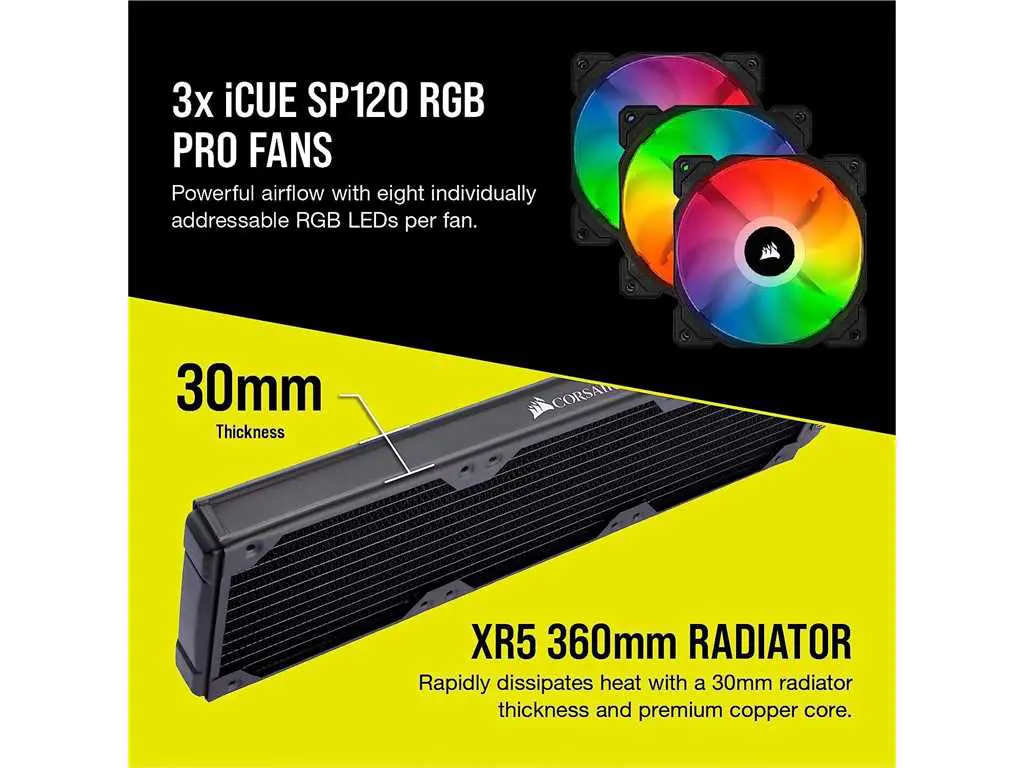 3x iCUE SP120 RGB
PRO FANS
Powerful airflow with eight individually
addressable RGB LEDs per fan.
30mm
Thickness
CORSAIR
XR5 360mm RADIATOR
Rapidly dissipates heat with a 30mm radiator
thickness and premium copper core.